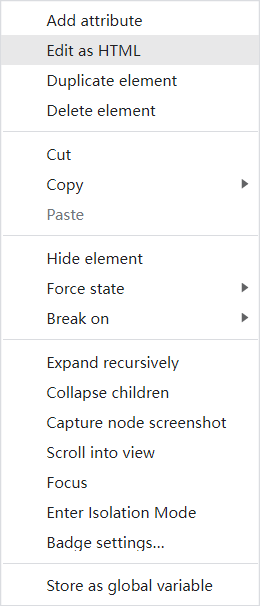 Add attribute
Edit as HTML
Duplicate element
Delete element
Cut
Copy
Paste
Hide element
Force state
Break on
Expand recursively
Collapse children
Capture node screenshot
Scroll into view
Focus
Enter Isolation Mode
Badge settings...
Store as global variable